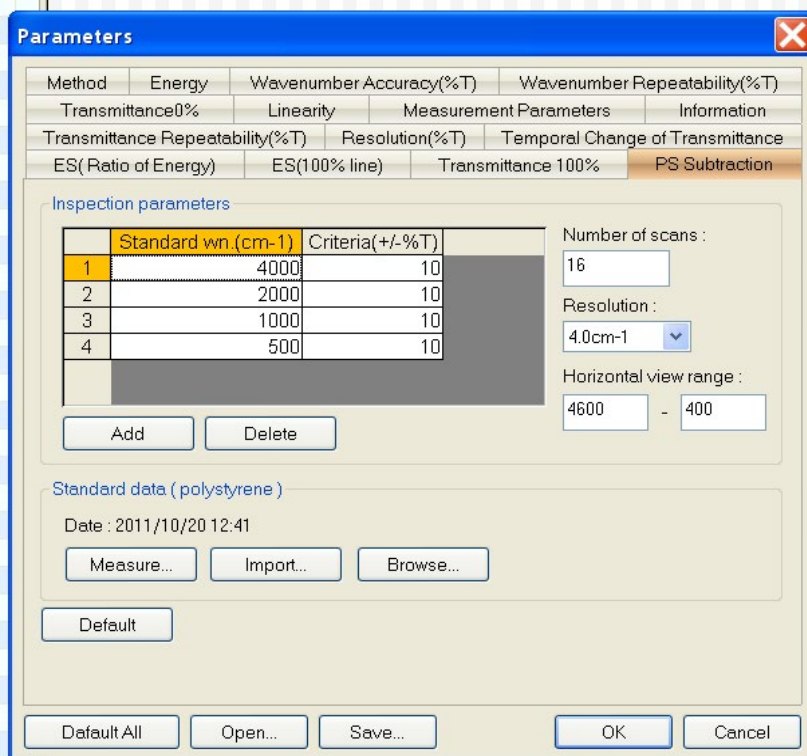 Parameters
Method Energy Wavenumber Accuracy(%T) Wavenumber Repeatability(%T)
Transmittance0% Linearity Measurement Parameters Information
Transmittance Repeatability(%T) Resolution(%T) Temporal Change of Transmittance
ES( Ratio of Energy) ES(100% line) Transmittance 100% PS Subtraction
Inspection parameters
Standard wn.(cm-1) Criteria(+/-%T)
1 4000 10
2 2000 10
3 1000 10
4 500 10
Add Delete
Number of scans :
16
Resolution :
4.0cm-1
Horizontal view range :
4600 - 400
Standard data ( polystyrene )
Date : 2011/10/20 12:41
Measure... Import... Browse...
Default
Dafault All Open... Save... OK Cancel